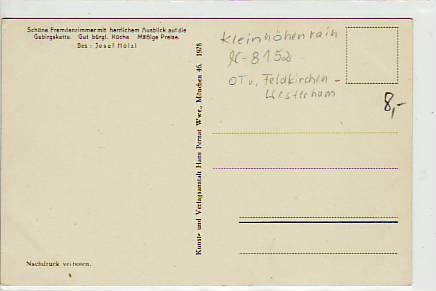 Schöne Fremdenzimmer mit herrlichem Ausblick auf die
Gebirgskette. Gut bürgl. Küche Mäßige Preise.
Bes.: Josef Hölzl
Kunst- und Verlagsanstalt Hans Pernat Wwe., München 46. 1928
Kleinhöhenrain
-8152
OT v. Feldkirchen -
Westerham
8,-
Nachdruck verboten.